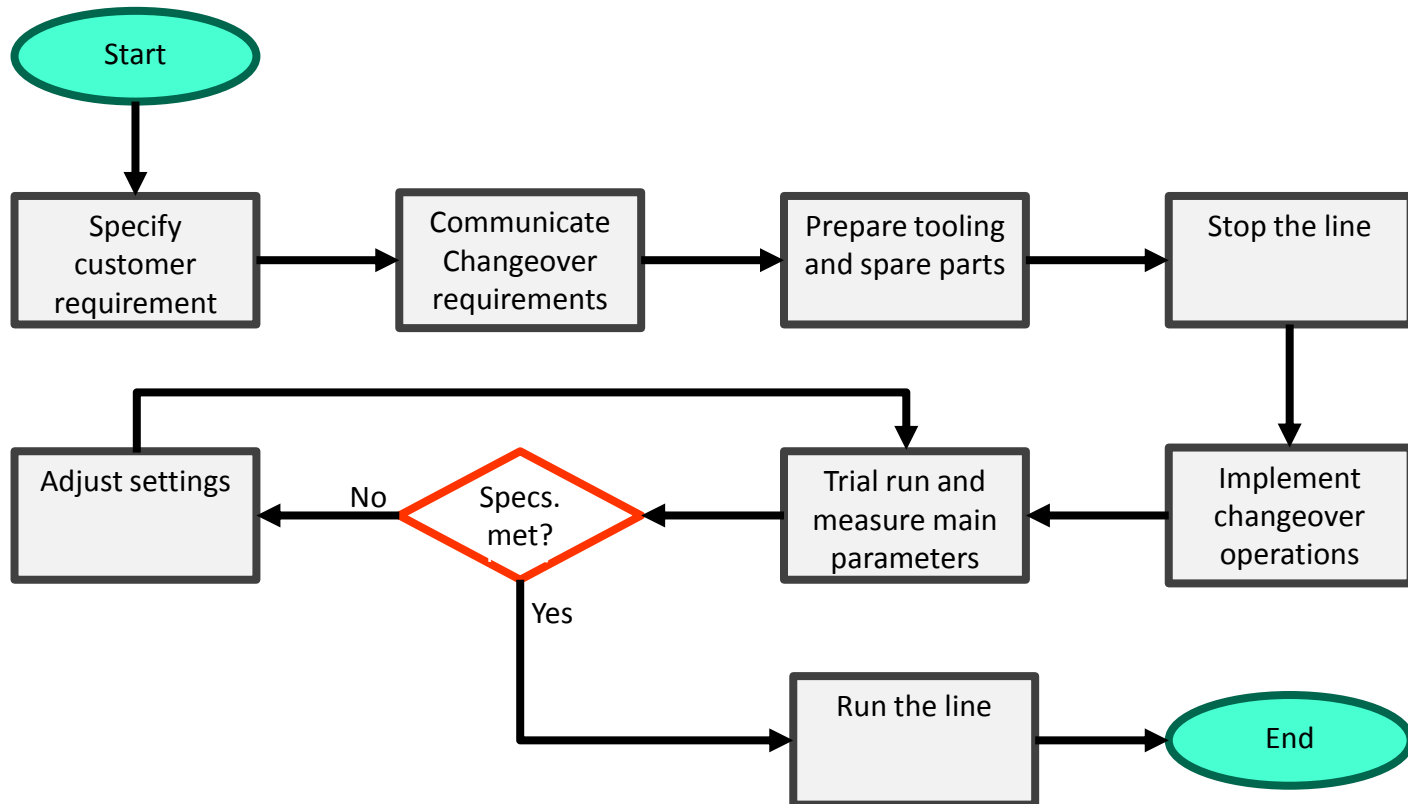 Start
Specify
customer
requirement
Communicate
Changeover
requirements
Prepare tooling
and spare parts
Stop the line
Adjust settings
No
Specs.
met?
Trial run and
measure main
parameters
Implement
changeover
operations
Yes
Run the line
End